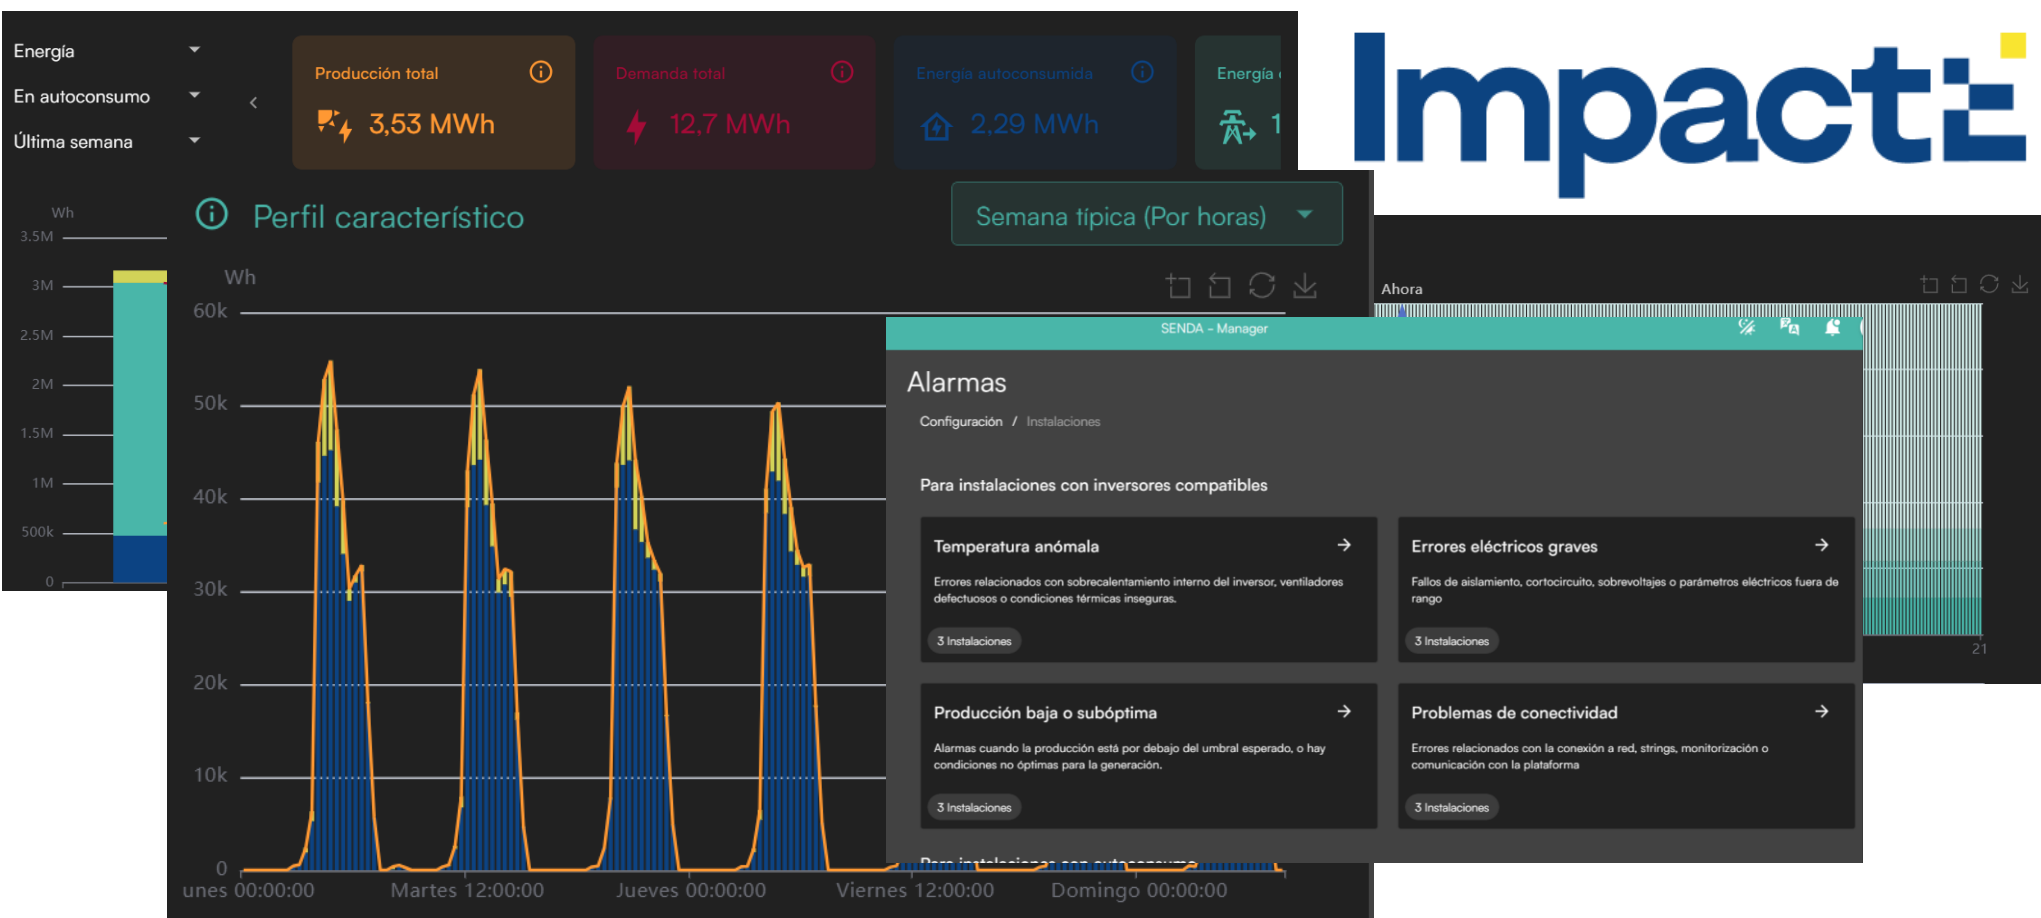 Energía
En autoconsumo
Última semana
Producción total
3,53 MWh
Demanda total
12,7 MWh
Energía autoconsumida
2,29 MWh
Energía
1
Impacte
Wh
3.5M
3M
2.5M
2M
1.5M
1M
500k
0
Perfil característico
Semana típica (Por horas)
Wh
60k
50k
40k
30k
20k
10k
0
unes 00:00:00
Martes 12:00:00
Jueves 00:00:00
Viernes 12:00:00
Domingo 00:00:00
Ahora
21
SENDA - Manager
Alarmas
Configuración / Instalaciones
Para instalaciones con inversores compatibles
Temperatura anómala
Errores relacionados con sobrecalentamiento interno del inversor, ventiladores
defectuosos o condiciones térmicas inseguras.
3 Instalaciones
Errores eléctricos graves
Fallos de aislamiento, cortocircuito, sobrevoltajes o parámetros eléctricos fuera de
rango
3 Instalaciones
Producción baja o subóptima
Alarmas cuando la producción está por debajo del umbral esperado, o hay
condiciones no óptimas para la generación.
3 Instalaciones
Problemas de conectividad
Errores relacionados con la conexión a red, strings, monitorización o
comunicación con la plataforma
3 Instalaciones
Para instalaciones con autoconsumo